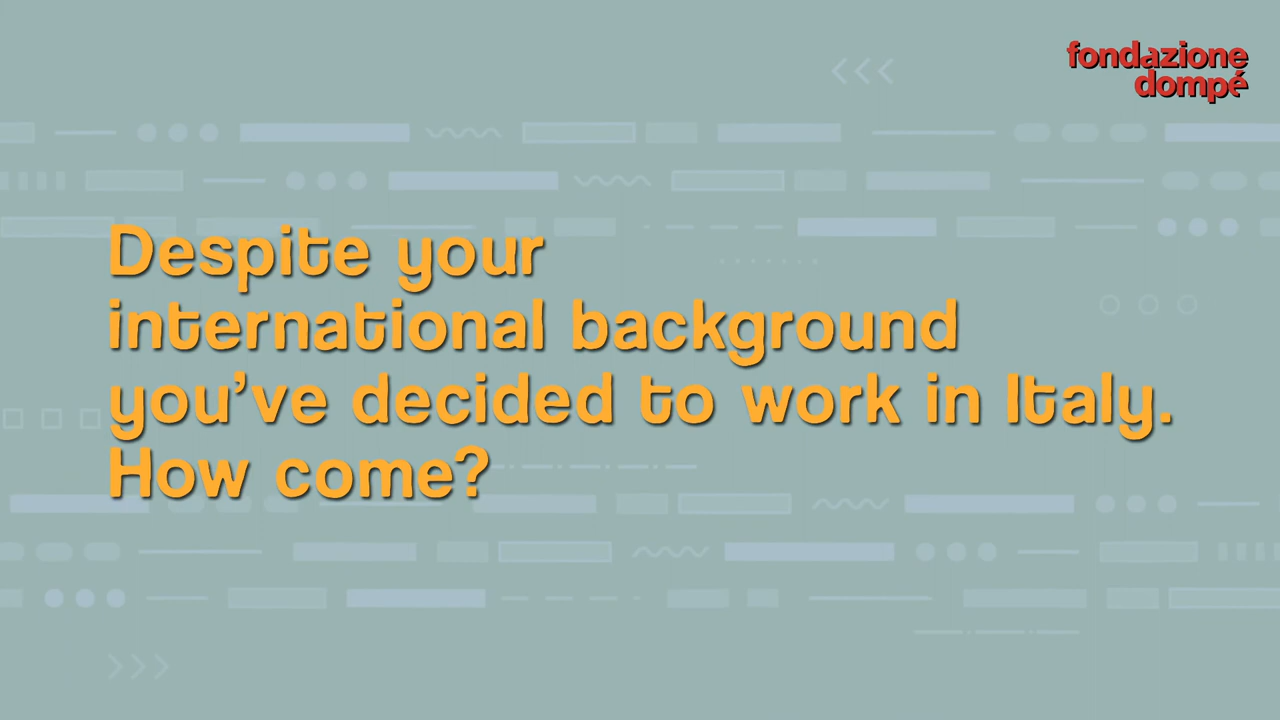 fondazione
dompé
Despite your
international background
you've decided to work in Italy.
How come?